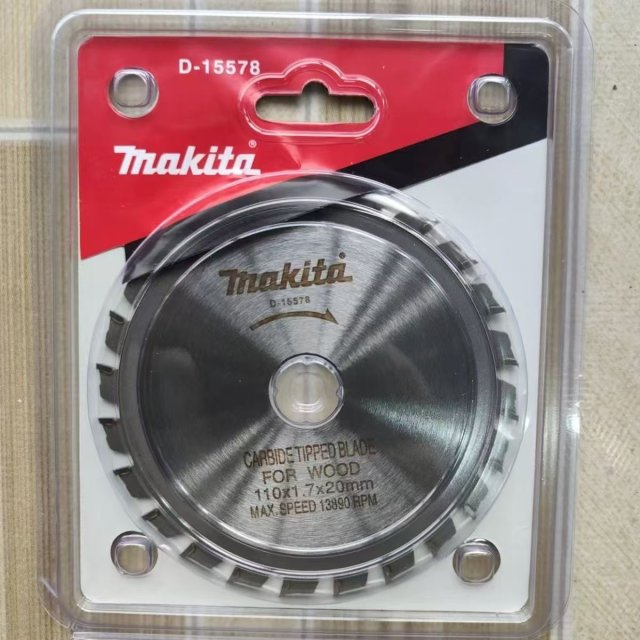 D-15578
makita®
makita®
D-15578
CARBIDE TIPPED BLADE
FOR WOOD
110x1.7x20mm
MAX. SPEED 13890 RPM